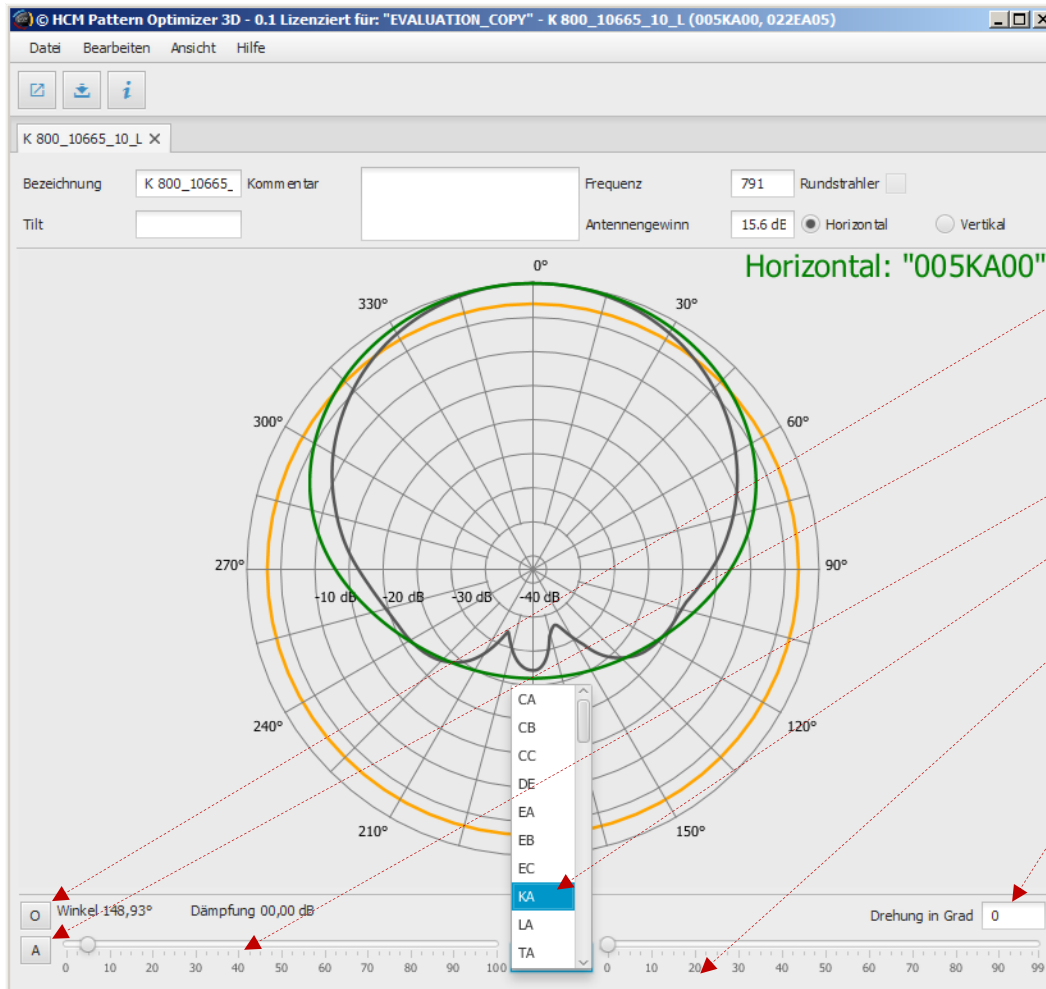 © HCM Pattern Optimizer 3D - 0.1 Lizenziert für: "EVALUATION_COPY" - K 800_10665_10_L (005KA00, 022EA05)
Datei Bearbeiten Ansicht Hilfe
K 800_10665_10_L
Bezeichnung K 800_10665_ Kommentar Frequenz 791 Rundstrahler
Tilt Antennengewinn 15.6 dB Horizontal Vertikal
Horizontal: "005KA00"
0°
330° 30°
300° 60°
270° 90°
-10 dB -20 dB -30 dB -40 dB
CA
240° 120°
CB
CC
DE
EA
210° 150°
EB
EC
KA
O Winkel 148,93° Dämpfung 00,00 dB Drehung in Grad 0
LA
A
TA
0 10 20 30 40 50 60 70 80 90 100 0 10 20 30 40 50 60 70 80 90 99